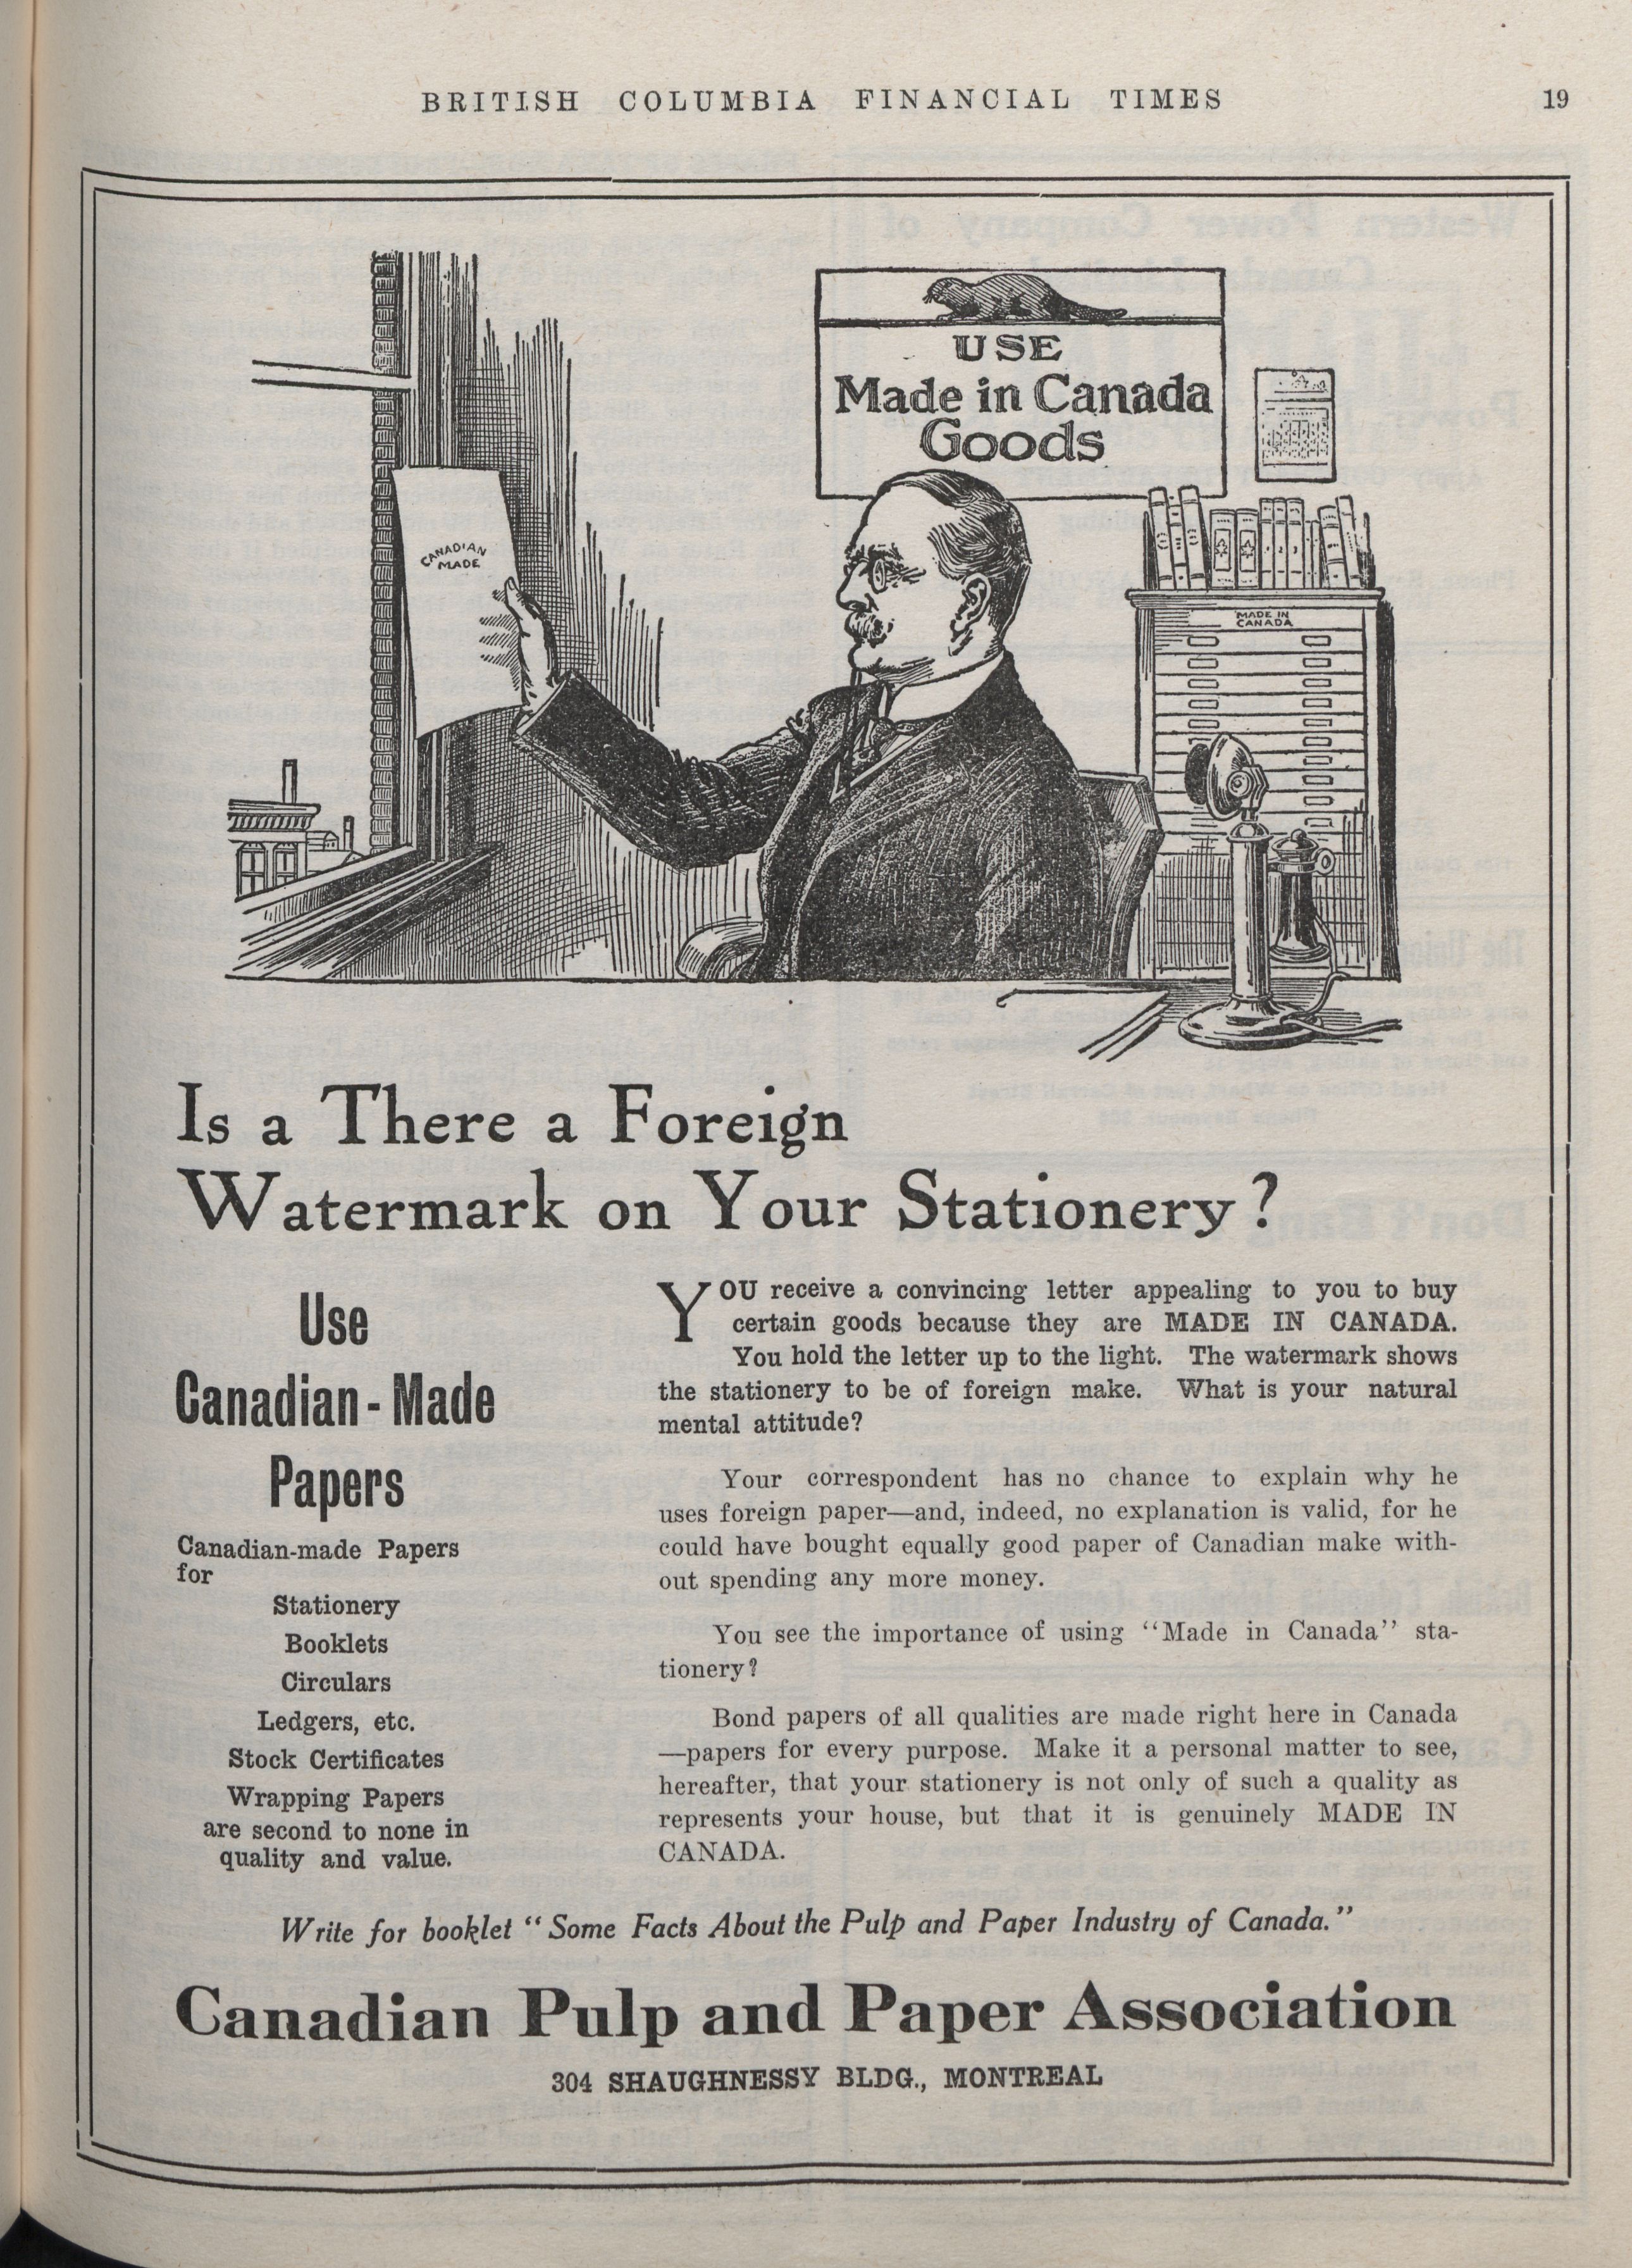 BRITISH COLUMBIA FINANCIAL TIMES 19
USE
Made in Canada
Goods
CANADIAN
MADE
MADE IN
CANADA
Is a There a Foreign
Watermark on Your Stationery?
Use
Canadian-Made
Papers
Canadian-made Papers
for
Stationery
Booklets
Circulars
Ledgers, etc.
Stock Certificates
Wrapping Papers
are second to none in
quality and value.
YOU receive a convincing letter appealing to you to buy
certain goods because they are MADE IN CANADA.
You hold the letter up to the light. The watermark shows
the stationery to be of foreign make. What is your natural
mental attitude?
Your correspondent has no chance to explain why he
uses foreign paper—and, indeed, no explanation is valid, for he
could have bought equally good paper of Canadian make with-
out spending any more money.
You see the importance of using "Made in Canada" sta-
tionery?
Bond papers of all qualities are made right here in Canada
—papers for every purpose. Make it a personal matter to see,
hereafter, that your stationery is not only of such a quality as
represents your house, but that it is genuinely MADE IN
CANADA.
Write for booklet "Some Facts About the Pulp and Paper Industry of Canada."
Canadian Pulp and Paper Association
304 SHAUGHNESSY BLDG., MONTREAL